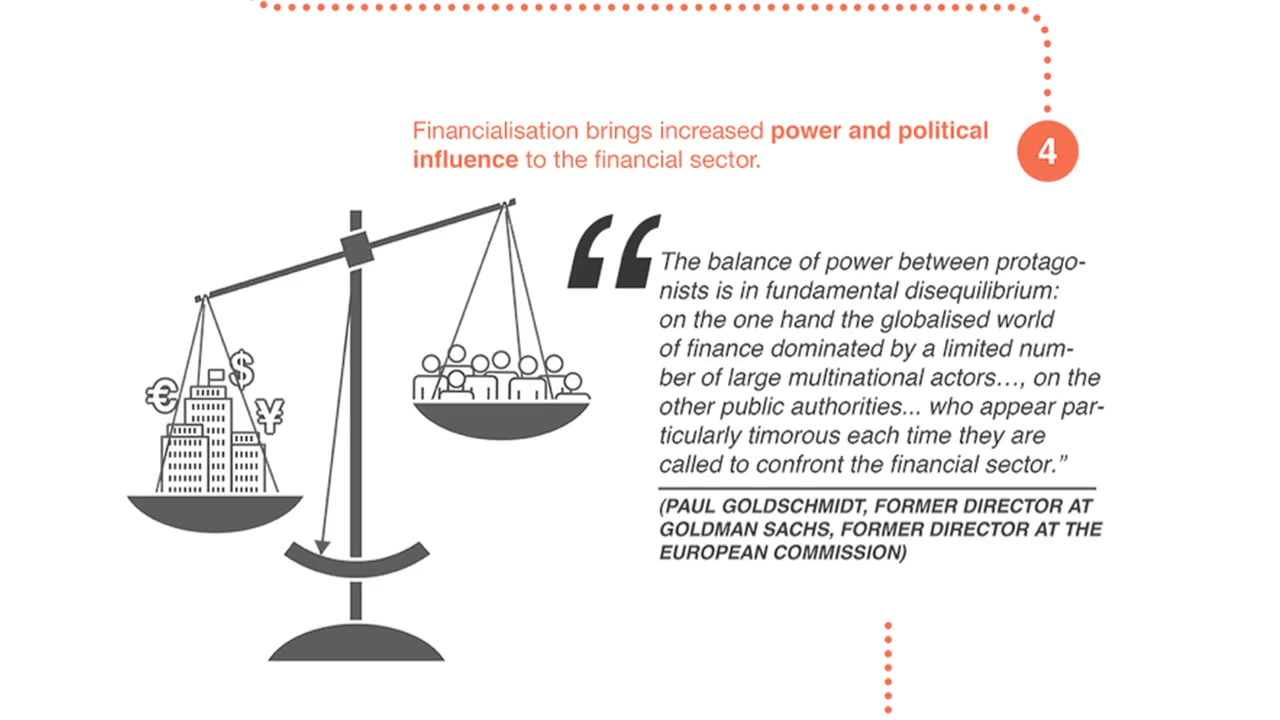 Financialisation brings increased power and political
influence to the financial sector.
4
“
The balance of power between protago-
nists is in fundamental disequilibrium:
on the one hand the globalised world
of finance dominated by a limited num-
ber of large multinational actors…, on the
other public authorities... who appear par-
ticularly timorous each time they are
called to confront the financial sector.”
(PAUL GOLDSCHMIDT, FORMER DIRECTOR AT
GOLDMAN SACHS, FORMER DIRECTOR AT THE
EUROPEAN COMMISSION)
€
$
¥